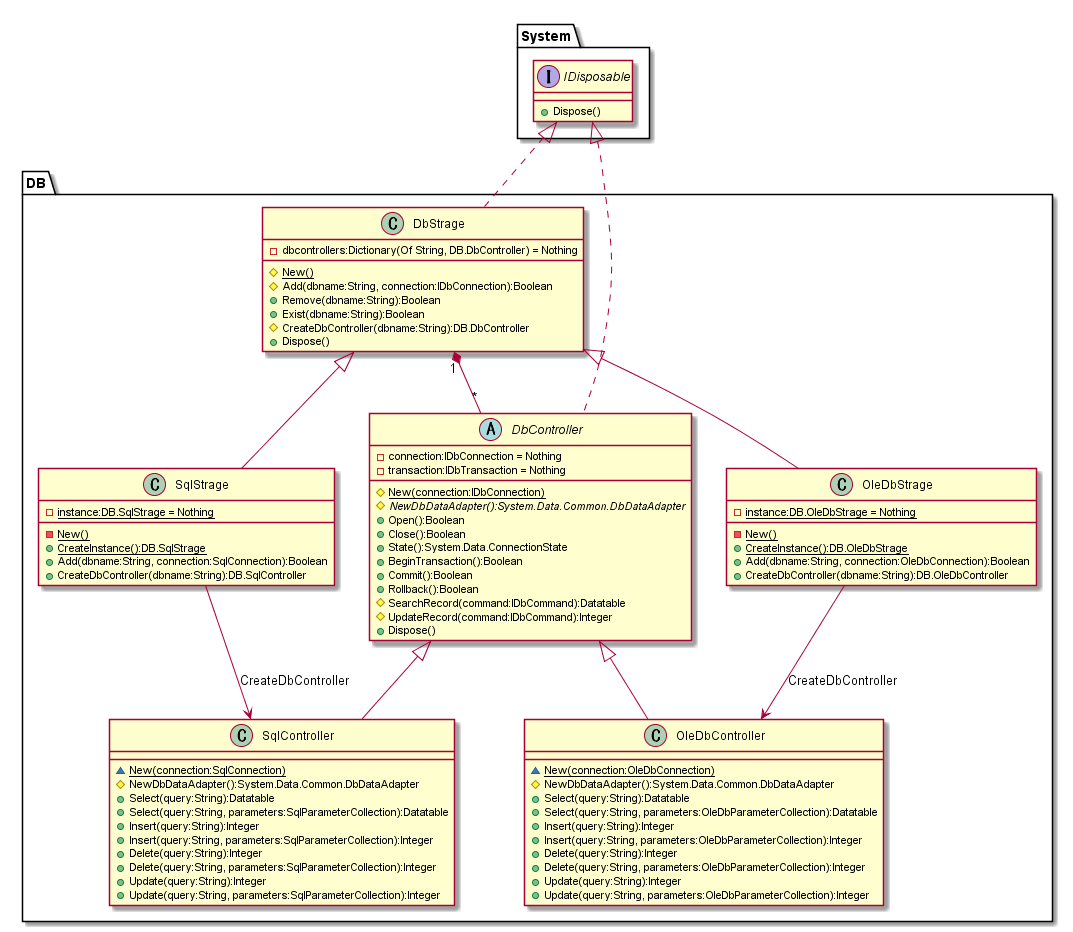 System
I IDisposable
Dispose()
DB
C DbStrage
dbcontrollers:Dictionary(Of String, DB.DbController) = Nothing
New()
Add(dbname:String, connection:IDbConnection):Boolean
Remove(dbname:String):Boolean
Exist(dbname:String):Boolean
CreateDbController(dbname:String):DB.DbController
Dispose()
1
*
A DbController
connection:IDbConnection = Nothing
transaction:IDbTransaction = Nothing
New(connection:IDbConnection)
NewDbDataAdapter():System.Data.Common.DbDataAdapter
Open():Boolean
Close():Boolean
State():System.Data.ConnectionState
BeginTransaction():Boolean
Commit():Boolean
Rollback():Boolean
SearchRecord(command:IDbCommand):Datatable
UpdateRecord(command:IDbCommand):Integer
Dispose()
C SqlStrage
instance:DB.SqlStrage = Nothing
New()
CreateInstance():DB.SqlStrage
Add(dbname:String, connection:SqlConnection):Boolean
CreateDbController(dbname:String):DB.SqlController
C OleDbStrage
instance:DB.OleDbStrage = Nothing
New()
CreateInstance():DB.OleDbStrage
Add(dbname:String, connection:OleDbConnection):Boolean
CreateDbController(dbname:String):DB.OleDbController
CreateDbController
CreateDbController
C SqlController
New(connection:SqlConnection)
NewDbDataAdapter():System.Data.Common.DbDataAdapter
Select(query:String):Datatable
Select(query:String, parameters:SqlParameterCollection):Datatable
Insert(query:String):Integer
Insert(query:String, parameters:SqlParameterCollection):Integer
Delete(query:String):Integer
Delete(query:String, parameters:SqlParameterCollection):Integer
Update(query:String):Integer
Update(query:String, parameters:SqlParameterCollection):Integer
C OleDbController
New(connection:OleDbConnection)
NewDbDataAdapter():System.Data.Common.DbDataAdapter
Select(query:String):Datatable
Select(query:String, parameters:OleDbParameterCollection):Datatable
Insert(query:String):Integer
Insert(query:String, parameters:OleDbParameterCollection):Integer
Delete(query:String):Integer
Delete(query:String, parameters:OleDbParameterCollection):Integer
Update(query:String):Integer
Update(query:String, parameters:OleDbParameterCollection):Integer